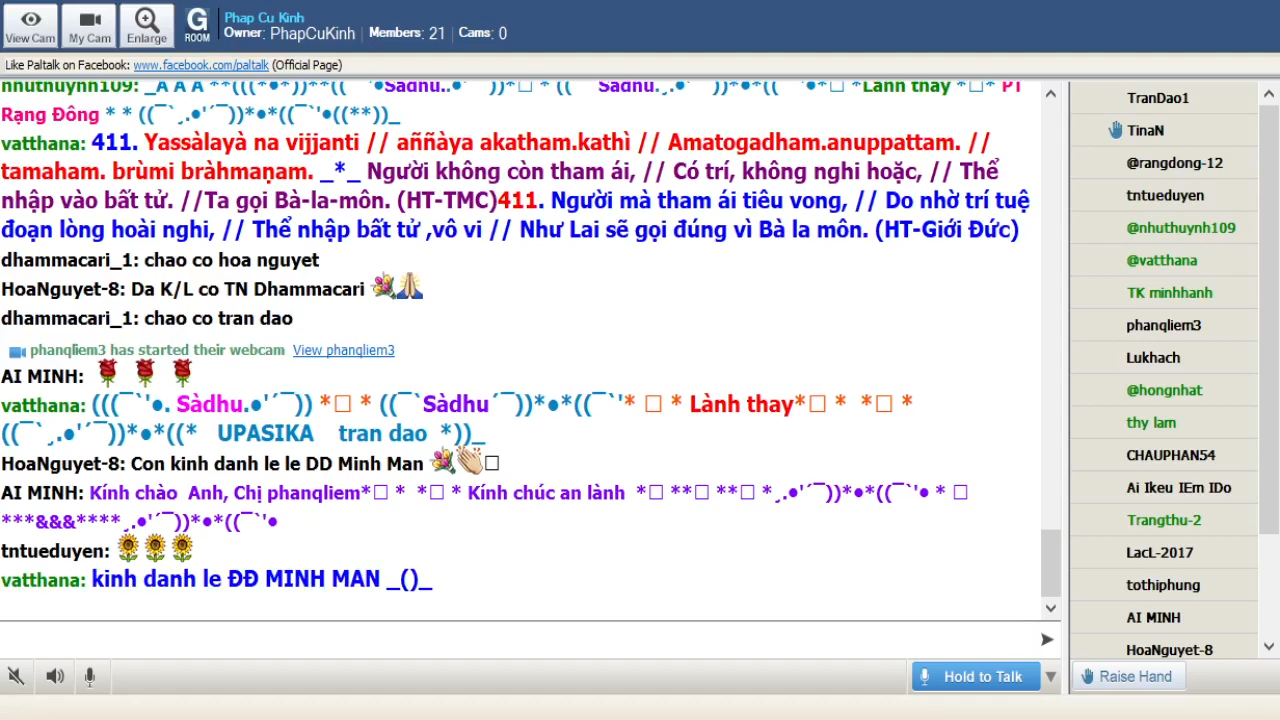 View Cam
My Cam
Enlarge
G
ROOM
Phap Cu Kinh
Owner: PhapCuKinh | Members: 21 | Cams: 0
Like Paltalk on Facebook: www.facebook.com/paltalk (Official Page)
nhuthuynh109: _Â Â Â **(((*●*))**((¯`'●Sàdhu..●'´¯))*□ * ((¯`Sàdhu.¸.●'´¯))*●*((¯`'●*□ *Lành thay *□* PT
Rạng Đông * * ((¯`¸.●'´¯))*●*((¯`'●((**))_
vatthana: 411. Yassàlayà na vijjanti // aññàya akatham.kathì // Amatogadham.anuppattam. //
tamaham. brùmi bràhmaṇam. _*_ Người không còn tham ái, // Có trí, không nghi hoặc, // Thể
nhập vào bất tử. //Ta gọi Bà-la-môn. (HT-TMC)411. Người mà tham ái tiêu vong, // Do nhờ trí tuệ
đoạn lòng hoài nghi, // Thể nhập bất tử ,vô vi // Như Lai sẽ gọi đúng vì Bà la môn. (HT-Giới Đức)
dhammacari_1: chao co hoa nguyet
HoaNguyet-8: Da K/L co TN Dhammacari 💐🙏
dhammacari_1: chao co tran dao
phanqliem3 has started their webcam View phanqliem3
AI MINH: 🌹 🌹 🌹
vatthana: (((¯`'●. Sàdhu.●'´¯)) *□ * ((¯`Sàdhu´¯))*●*((¯`'* □ * Lành thay*□ * *□ *
((¯`¸.●'´¯))*●*((* UPASIKA tran dao *))_
HoaNguyet-8: Con kinh danh le le DD Minh Man 💐👏□
AI MINH: Kính chào Anh, Chị phanqliem*□ * *□ * Kính chúc an lành *□ **□ **□ *¸.●'´¯))*●*((¯`'● * □
***&&&****¸.●'´¯))*●*((¯`'●
tntueduyen: 🌻🌻🌻
vatthana: kinh danh le ĐĐ MINH MAN _()_
Hold to Talk
TranDao1
TinaN
@rangdong-12
tntueduyen
@nhuthuynh109
@vatthana
TK minhhanh
phanqliem3
Lukhach
@hongnhat
thy lam
CHAUPHAN54
Ai Ikeu IEm IDo
Trangthu-2
LacL-2017
tothiphung
AI MINH
HoaNguyet-8
Raise Hand